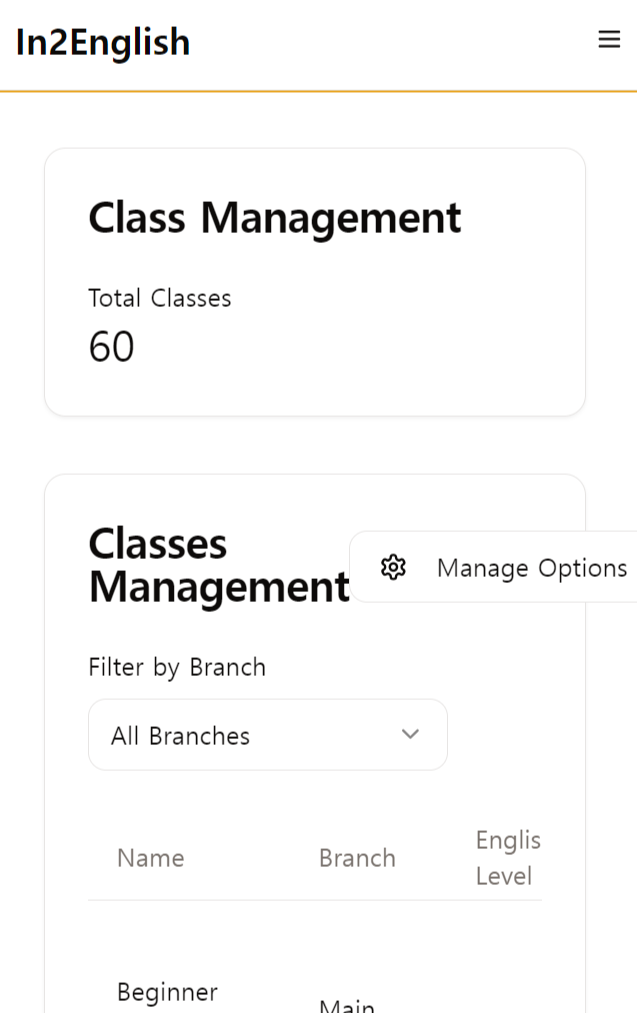 In2English
Class Management
Total Classes
60
Classes
Management
Manage Options
Filter by Branch
All Branches
Name
Branch
Englis
Level
Beginner
Main